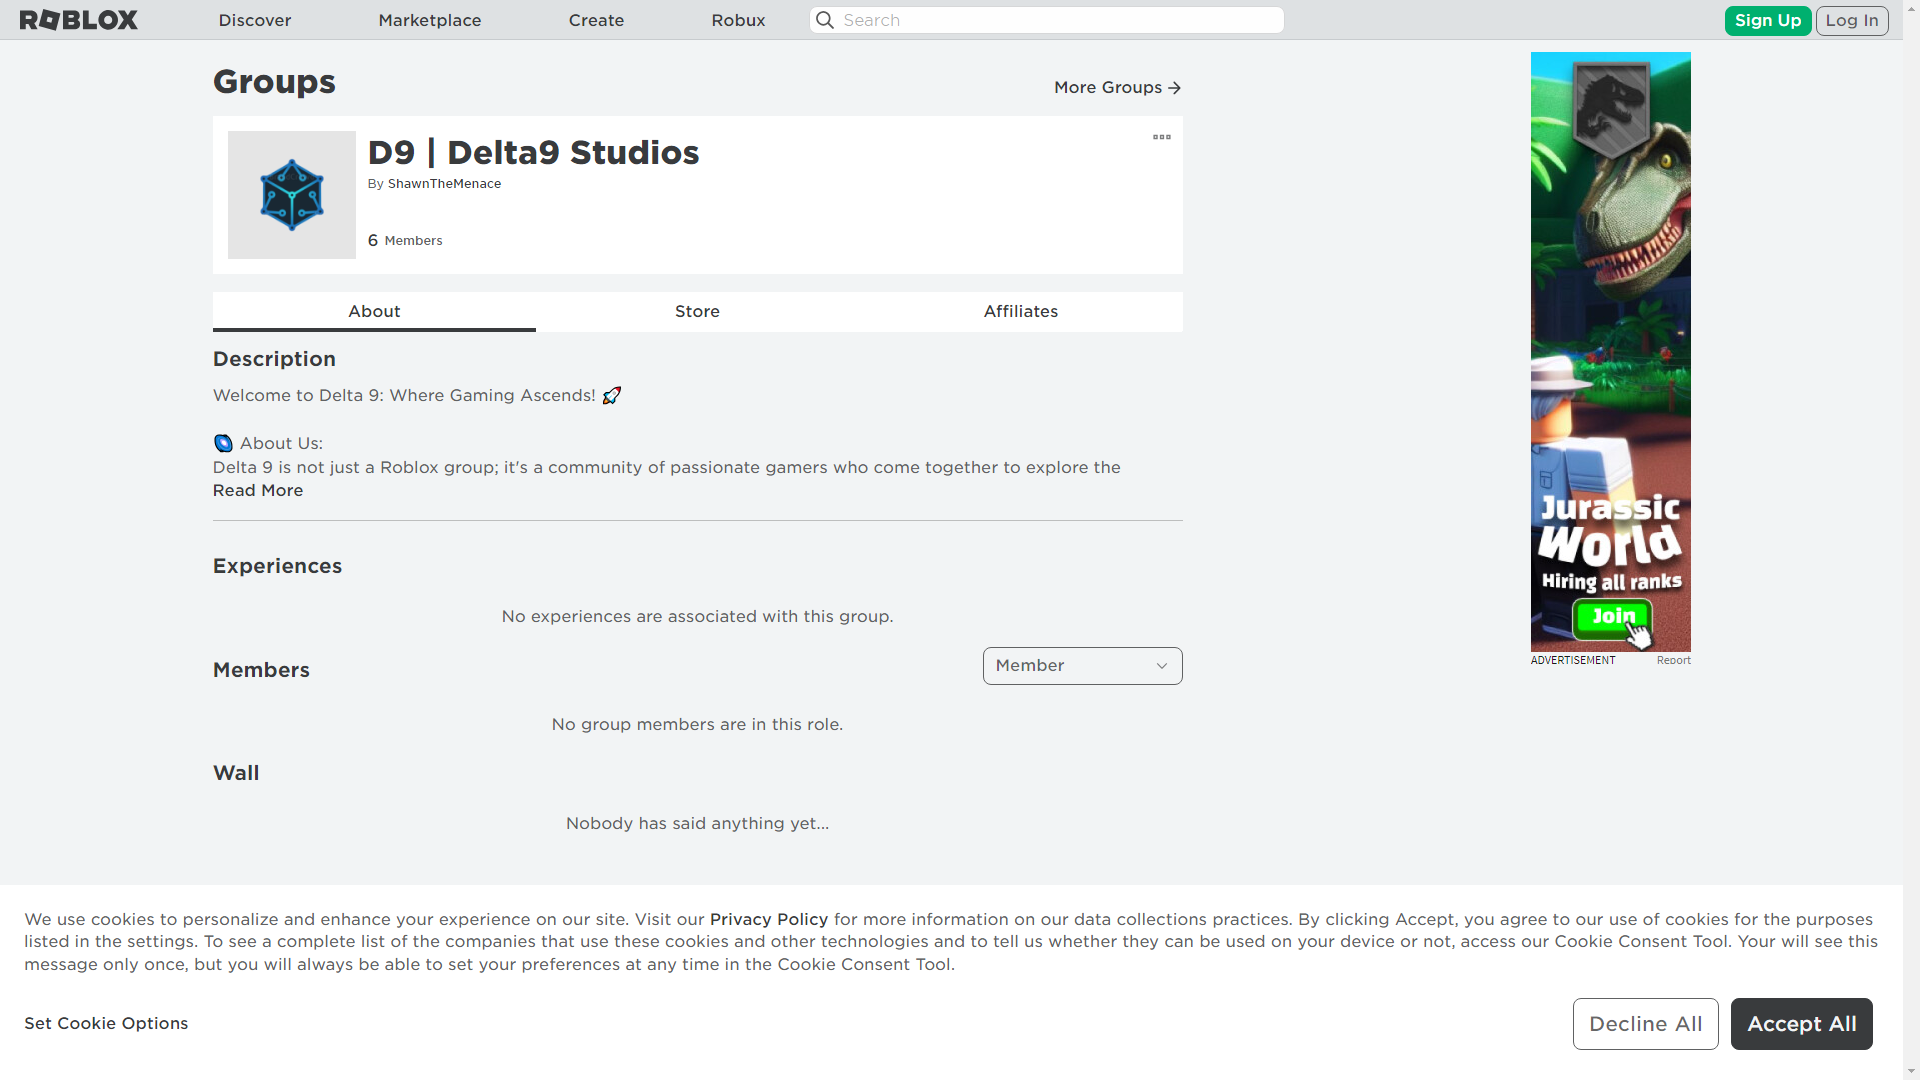 ROBLOX
Discover
Marketplace
Create
Robux
Search
Sign Up
Log In
Groups
More Groups
D9 | Delta9 Studios
By ShawnTheMenace
6 Members
About
Store
Affiliates
Description
Welcome to Delta 9: Where Gaming Ascends! 🚀
🌌 About Us:
Delta 9 is not just a Roblox group; it's a community of passionate gamers who come together to explore the
Read More
Experiences
No experiences are associated with this group.
Members
Member
No group members are in this role.
Wall
Nobody has said anything yet...
Jurassic
World
Hiring all ranks
Join
ADVERTISEMENT
Report
We use cookies to personalize and enhance your experience on our site. Visit our Privacy Policy for more information on our data collections practices. By clicking Accept, you agree to our use of cookies for the purposes
listed in the settings. To see a complete list of the companies that use these cookies and other technologies and to tell us whether they can be used on your device or not, access our Cookie Consent Tool. Your will see this
message only once, but you will always be able to set your preferences at any time in the Cookie Consent Tool.
Set Cookie Options
Decline All
Accept All